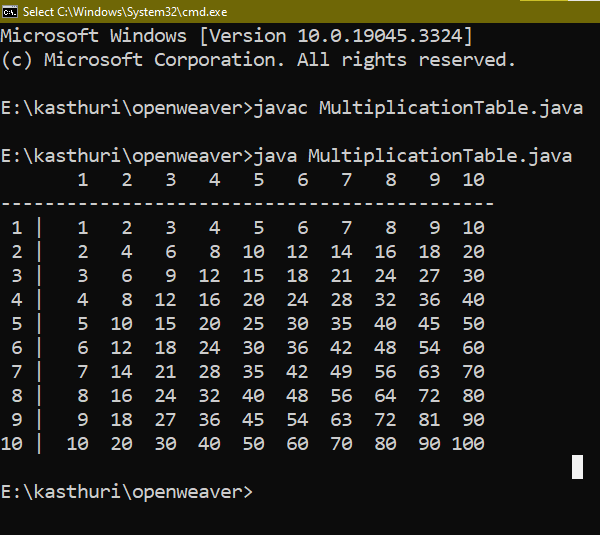 Select C:\Windows\System32\cmd.exe
Microsoft Windows [Version 10.0.19045.3324]
(c) Microsoft Corporation. All rights reserved.
E:\kasthuri\openweaver>javac MultiplicationTable.java
E:\kasthuri\openweaver>java MultiplicationTable.java
       1   2   3   4   5   6   7   8   9  10
---------------------------------------------
 1 |   1   2   3   4   5   6   7   8   9  10
 2 |   2   4   6   8  10  12  14  16  18  20
 3 |   3   6   9  12  15  18  21  24  27  30
 4 |   4   8  12  16  20  24  28  32  36  40
 5 |   5  10  15  20  25  30  35  40  45  50
 6 |   6  12  18  24  30  36  42  48  54  60
 7 |   7  14  21  28  35  42  49  56  63  70
 8 |   8  16  24  32  40  48  56  64  72  80
 9 |   9  18  27  36  45  54  63  72  81  90
10 |  10  20  30  40  50  60  70  80  90 100
E:\kasthuri\openweaver>